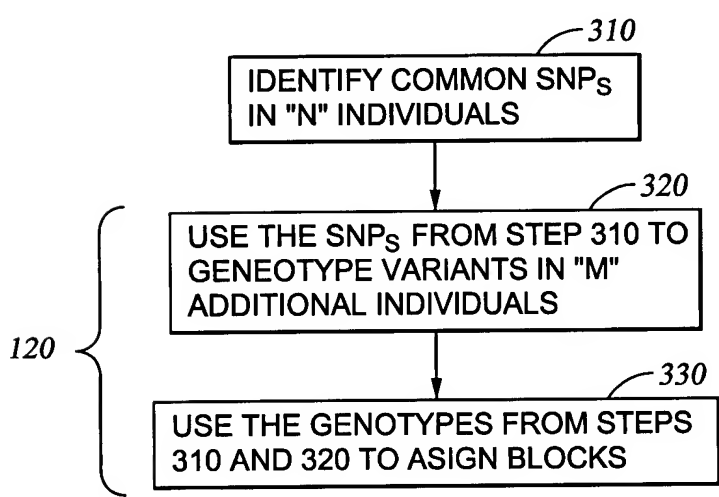 310
IDENTIFY COMMON SNPS
IN "N" INDIVIDUALS
320
USE THE SNPS FROM STEP 310 TO
GENEOTYPE VARIANTS IN "M"
ADDITIONAL INDIVIDUALS
120
330
USE THE GENOTYPES FROM STEPS
310 AND 320 TO ASIGN BLOCKS